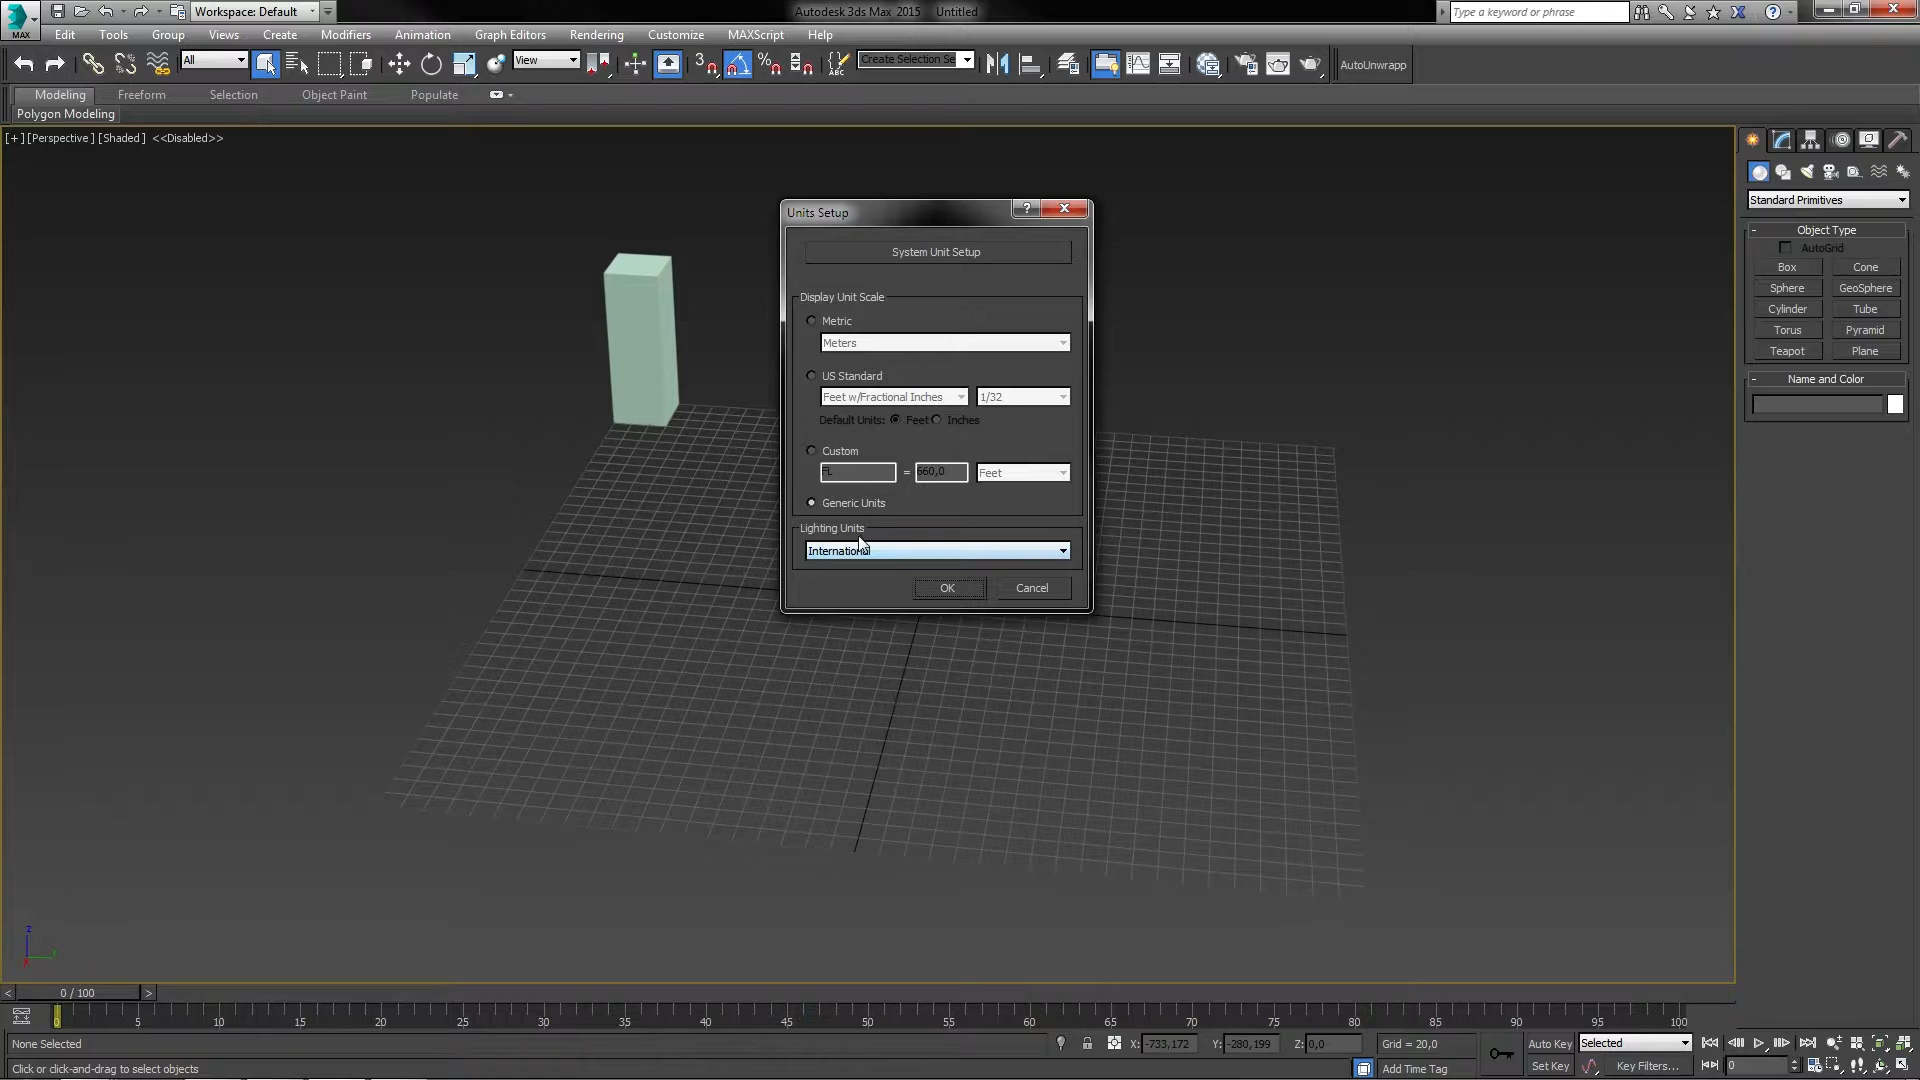 Workspace: Default
Autodesk 3ds Max 2015 Untitled
Type a keyword or phrase
MAX
Edit Tools Group Views Create Modifiers Animation Graph Editors Rendering Customize MAXScript Help
All View 3 % ABC Create Selection Se AutoUnwrapp
Modeling Freeform Selection Object Paint Populate
Polygon Modeling
[+] [Perspective] [Shaded] <<Disabled>>
Standard Primitives
Object Type
AutoGrid
Box Cone
Sphere GeoSphere
Cylinder Tube
Torus Pyramid
Teapot Plane
Name and Color
Units Setup
System Unit Setup
Display Unit Scale
Metric
Meters
US Standard
Feet w/Fractional Inches 1/32
Default Units: Feet Inches
Custom
FL = 660,0 Feet
Generic Units
Lighting Units
International
OK Cancel
z
y
x
< 0 / 100 >
0 5 10 15 20 25 30 35 40 45 50 55 60 65 70 75 80 85 90 95 100
None Selected X: -733,172 Y: -280,199 Z: 0,0 Grid = 20,0 Auto Key Selected
Click or click-and-drag to select objects Add Time Tag Set Key Key Filters... 0